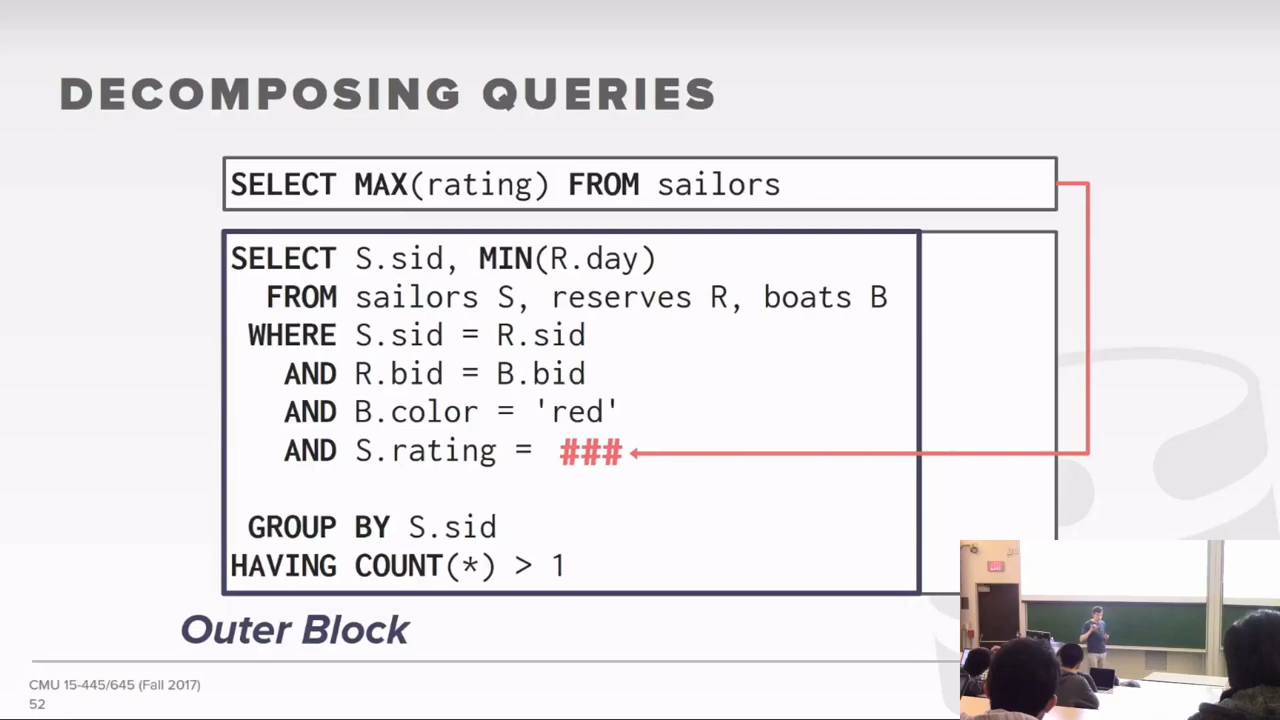 DECOMPOSING QUERIES
SELECT MAX(rating) FROM sailors
SELECT S.sid, MIN(R.day)
FROM sailors S, reserves R, boats B
WHERE S.sid = R.sid
AND R.bid = B.bid
AND B.color = 'red'
AND S.rating = ###
GROUP BY S.sid
HAVING COUNT(*) > 1
Outer Block
CMU 15-445/645 (Fall 2017)
52